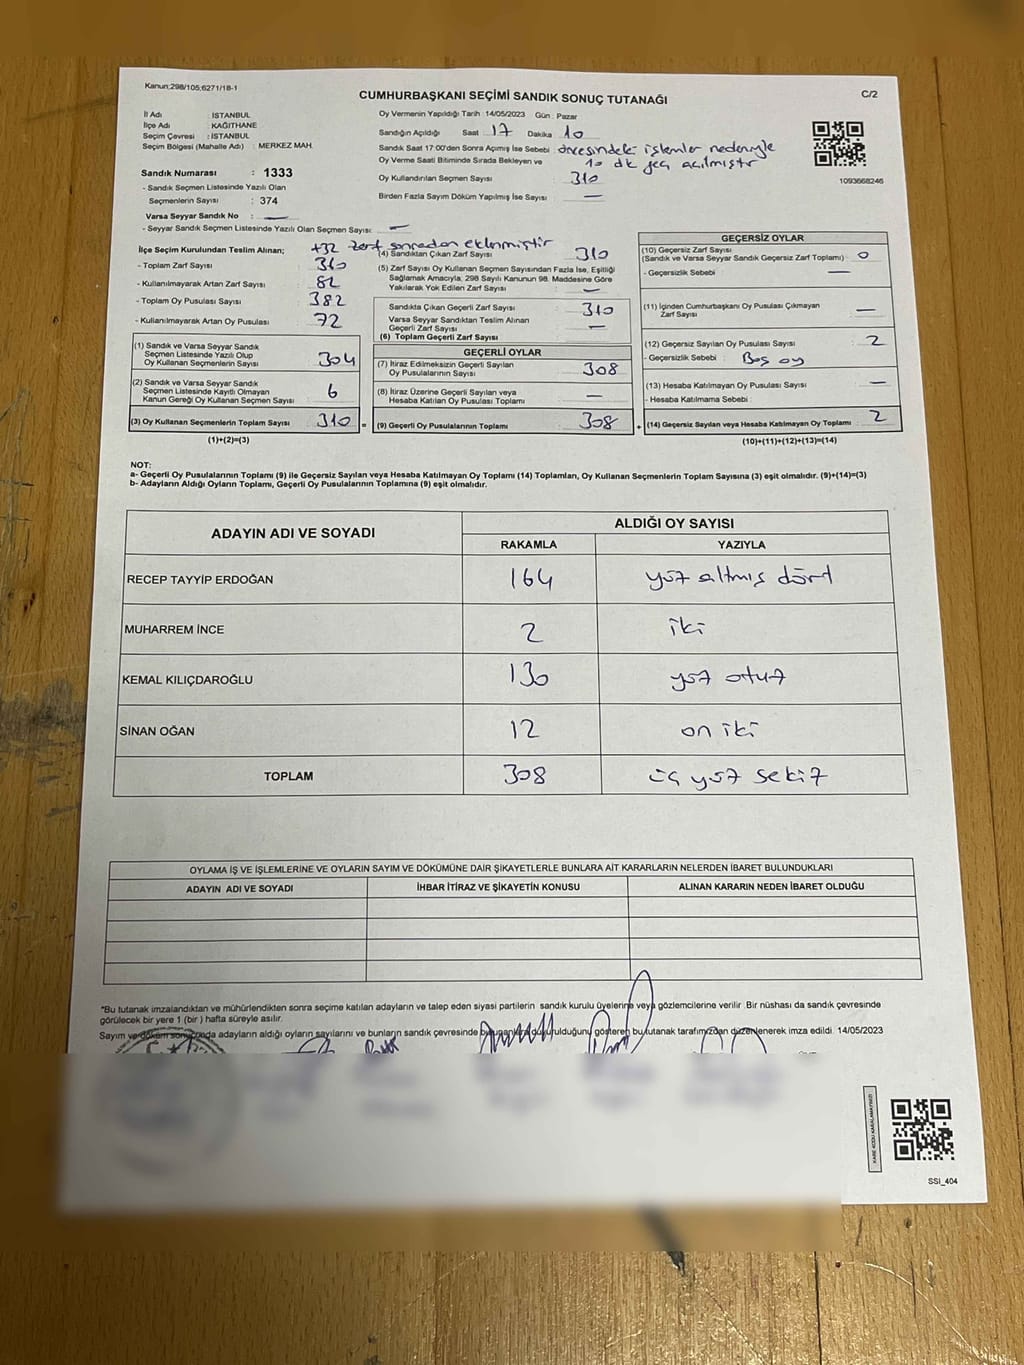 Kanun;298/105;6271/18-1
CUMHURBAŞKANI SEÇİMİ SANDIK SONUÇ TUTANAĞI
C/2
İl Adı : İSTANBUL
İlçe Adı : KAĞITHANE
Seçim Çevresi : İSTANBUL
Seçim Bölgesi (Mahalle Adı) : MERKEZ MAH.
Sandık Numarası : 1333
- Sandık Seçmen Listesinde Yazılı Olan
Seçmenlerin Sayısı : 374
Varsa Seyyar Sandık No : —
- Seyyar Sandık Seçmen Listesinde Yazılı Olan Seçmen Sayısı: —
Oy Vermenin Yapıldığı Tarih :14/05/2023 Gün : Pazar
Sandığın Açıldığı Saat 17 Dakika 10
Sandık Saat 17:00'den Sonra Açılmış İse Sebebi : öncesindeki işlemler nedeniyle
Oy Verme Saati Bitiminde Sırada Bekleyen ve 10 dk geç açılmıştır
Oy Kullandırılan Seçmen Sayısı : 310
Birden Fazla Sayım Döküm Yapılmış İse Sayısı : —
1093668246
İlçe Seçim Kurulundan Teslim Alınan; +32 zarf sonradan eklenmiştir
- Toplam Zarf Sayısı : 310
- Kullanılmayarak Artan Zarf Sayısı : 82
- Toplam Oy Pusulası Sayısı : 382
- Kullanılmayarak Artan Oy Pusulası : 72
(1) Sandık ve Varsa Seyyar Sandık
Seçmen Listesinde Yazılı Olup
Oy Kullanan Seçmenlerin Sayısı : 304
(2) Sandık ve Varsa Seyyar Sandık
Seçmen Listesinde Kayıtlı Olmayan
Kanun Gereği Oy Kullanan Seçmen Sayısı : 6
(3) Oy Kullanan Seçmenlerin Toplam Sayısı : 310
(1)+(2)=(3)
(4) Sandıktan Çıkan Zarf Sayısı : 310
(5) Zarf Sayısı Oy Kullanan Seçmen Sayısından Fazla İse, Eşitliği
Sağlamak Amacıyla; 298 Sayılı Kanunun 98. Maddesine Göre
Yakılarak Yok Edilen Zarf Sayısı : —
Sandıkta Çıkan Geçerli Zarf Sayısı : 310
Varsa Seyyar Sandıktan Teslim Alınan
Geçerli Zarf Sayısı : —
(6) Toplam Geçerli Zarf Sayısı :
GEÇERLİ OYLAR
(7) İtiraz Edilmeksizin Geçerli Sayılan
Oy Pusulalarının Sayısı : 308
(8) İtiraz Üzerine Geçerli Sayılan veya
Hesaba Katılan Oy Pusulası Toplamı : —
= (9) Geçerli Oy Pusulalarının Toplamı : 308
GEÇERSİZ OYLAR
(10) Geçersiz Zarf Sayısı
(Sandık ve Varsa Seyyar Sandık Geçersiz Zarf Toplamı) : 0
- Geçersizlik Sebebi : —
(11) İçinden Cumhurbaşkanı Oy Pusulası Çıkmayan
Zarf Sayısı : —
(12) Geçersiz Sayılan Oy Pusulası Sayısı : 2
- Geçersizlik Sebebi : Boş oy
(13) Hesaba Katılmayan Oy Pusulası Sayısı : —
- Hesaba Katılmama Sebebi :
+ (14) Geçersiz Sayılan veya Hesaba Katılmayan Oy Toplamı : 2
(10)+(11)+(12)+(13)=(14)
NOT:
a- Geçerli Oy Pusulalarının Toplamı (9) ile Geçersiz Sayılan veya Hesaba Katılmayan Oy Toplamı (14) Toplamları, Oy Kullanan Seçmenlerin Toplam Sayısına (3) eşit olmalıdır. (9)+(14)=(3)
b- Adayların Aldığı Oyların Toplamı, Geçerli Oy Pusulalarının Toplamına (9) eşit olmalıdır.
ADAYIN ADI VE SOYADI ALDIĞI OY SAYISI
RAKAMLA YAZIYLA
RECEP TAYYİP ERDOĞAN 164 yüz altmış dört
MUHARREM İNCE 2 iki
KEMAL KILIÇDAROĞLU 130 yüz otuz
SİNAN OĞAN 12 on iki
TOPLAM 308 üç yüz sekiz
OYLAMA İŞ VE İŞLEMLERİNE VE OYLARIN SAYIM VE DÖKÜMÜNE DAİR ŞİKAYETLERLE BUNLARA AİT KARARLARIN NELERDEN İBARET BULUNDUKLARI
ADAYIN ADI VE SOYADI İHBAR İTİRAZ VE ŞİKAYETİN KONUSU ALINAN KARARIN NEDEN İBARET OLDUĞU
*Bu tutanak imzalandıktan ve mühürlendikten sonra seçime katılan adayların ve talep eden siyasi partilerin sandık kurulu üyelerine veya gözlemcilerine verilir. Bir nüshası da sandık çevresinde
görülecek bir yere 1 (bir ) hafta süreyle asılır.
Sayım ve döküm sonucunda adayların aldığı oyların sayılarını ve bunların sandık çevresinde duyurulduğunu gösteren bu tutanak tarafımızdan düzenlenerek imza edildi. 14/05/2023
KARE KODU KARALAMAYINIZ!
SSI_404